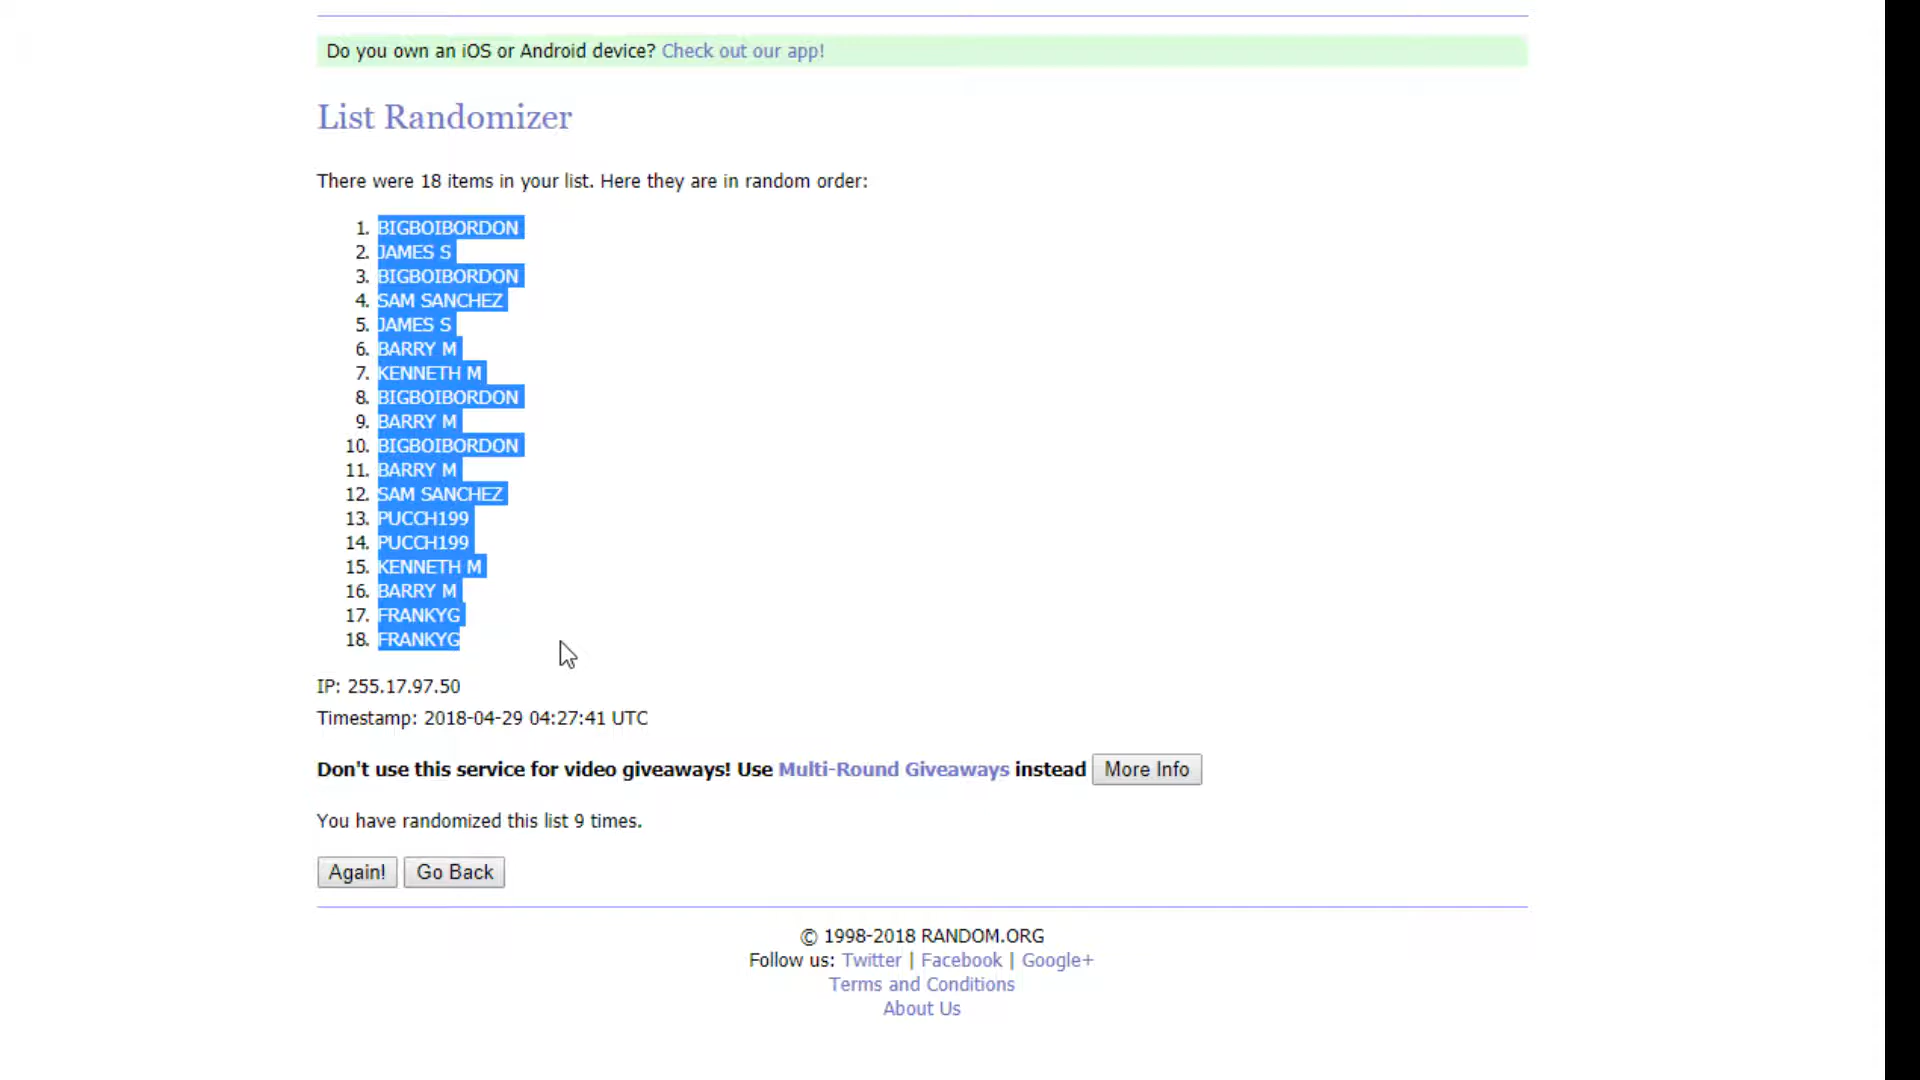 Do you own an iOS or Android device? Check out our app!
List Randomizer
There were 18 items in your list. Here they are in random order:
1. BIGBOIBORDON
2. JAMES S
3. BIGBOIBORDON
4. SAM SANCHEZ
5. JAMES S
6. BARRY M
7. KENNETH M
8. BIGBOIBORDON
9. BARRY M
10. BIGBOIBORDON
11. BARRY M
12. SAM SANCHEZ
13. PUCCH199
14. PUCCH199
15. KENNETH M
16. BARRY M
17. FRANKYG
18. FRANKYG
IP: 255.17.97.50
Timestamp: 2018-04-29 04:27:41 UTC
Don't use this service for video giveaways! Use Multi-Round Giveaways instead More Info
You have randomized this list 9 times.
Again! Go Back
© 1998-2018 RANDOM.ORG
Follow us: Twitter | Facebook | Google+
Terms and Conditions
About Us